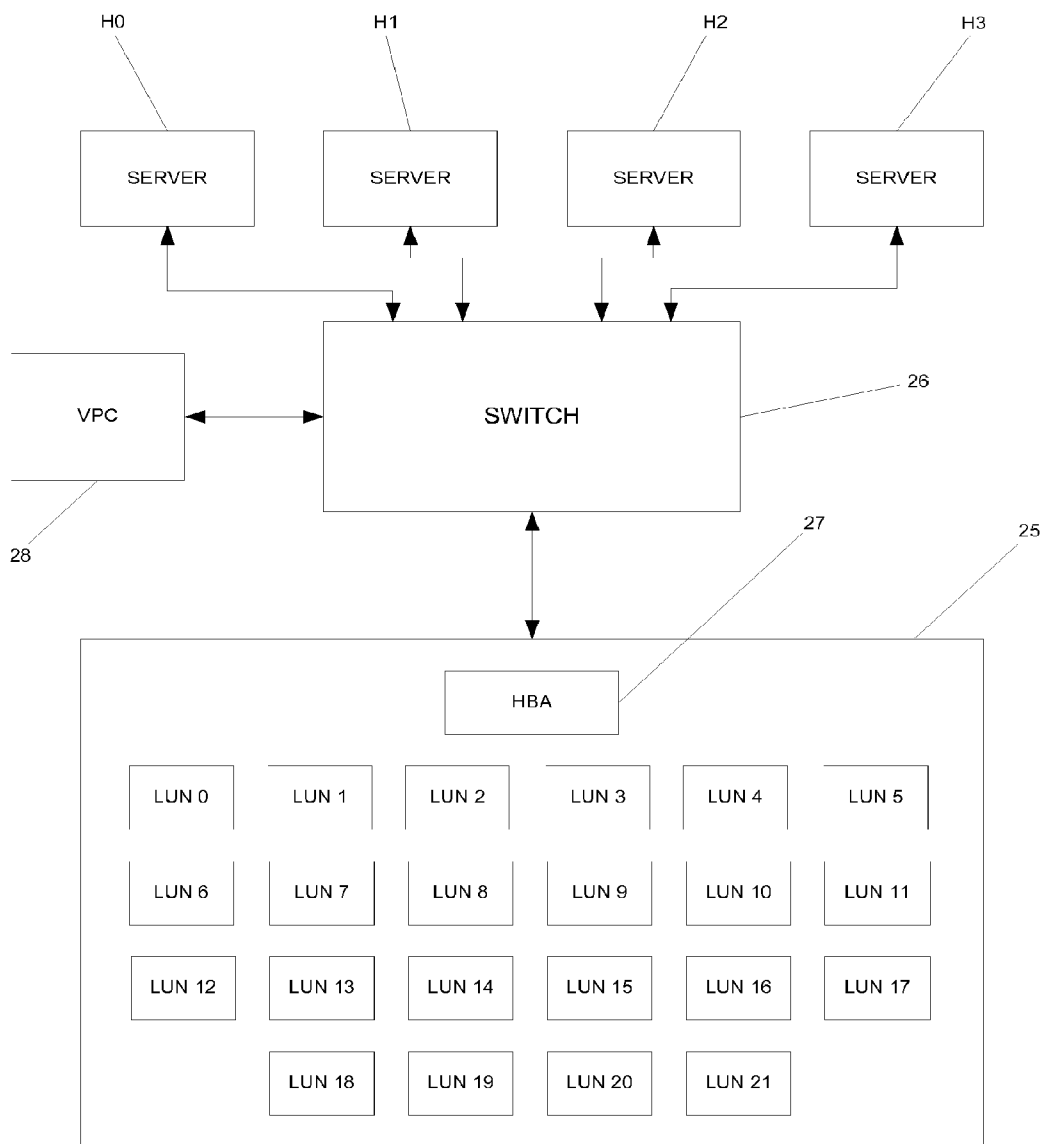 H0 H1 H2 H3
SERVER SERVER SERVER SERVER
26
VPC SWITCH
27
28 25
HBA
LUN 0 LUN 1 LUN 2 LUN 3 LUN 4 LUN 5
LUN 6 LUN 7 LUN 8 LUN 9 LUN 10 LUN 11
LUN 12 LUN 13 LUN 14 LUN 15 LUN 16 LUN 17
LUN 18 LUN 19 LUN 20 LUN 21